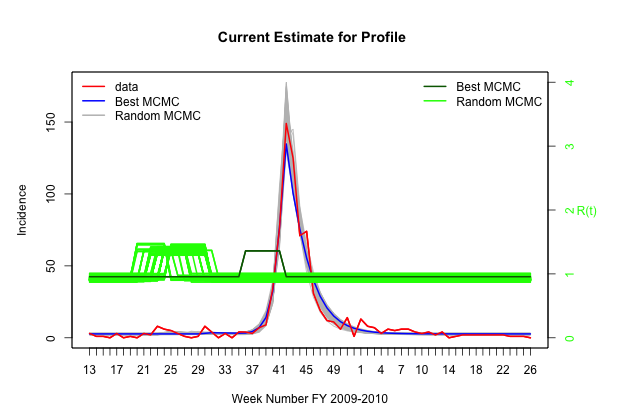 Current Estimate for Profile
data
Best MCMC
Random MCMC
Best MCMC
Random MCMC
Incidence
0 50 100 150
R(t)
0 1 2 3 4
13 17 21 25 29 33 37 41 45 49 1 4 7 10 14 18 22 26
Week Number FY 2009-2010